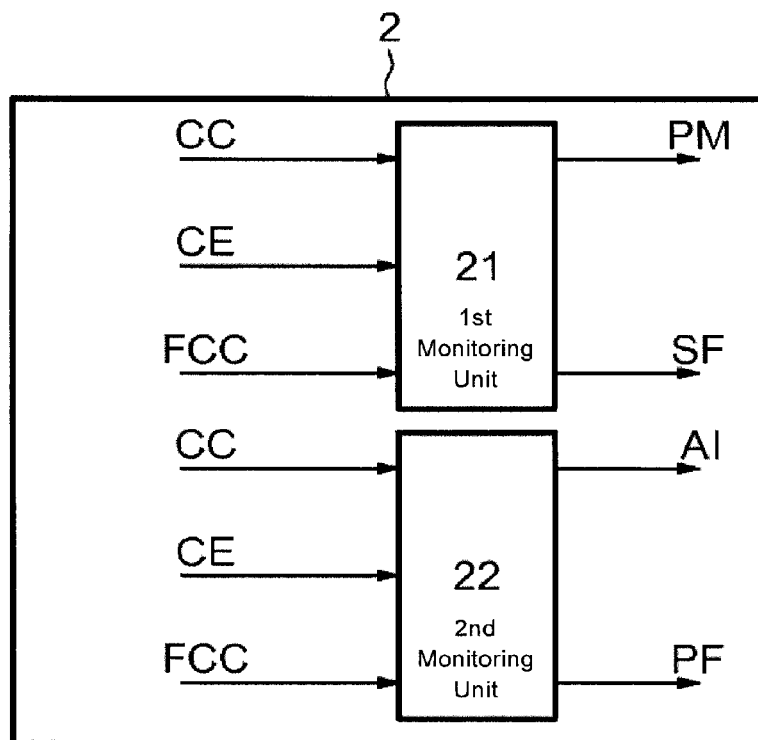 2
CC
PM
CE
21
1st
Monitoring
Unit
FCC
SF
CC
AI
CE
22
2nd
Monitoring
Unit
FCC
PF